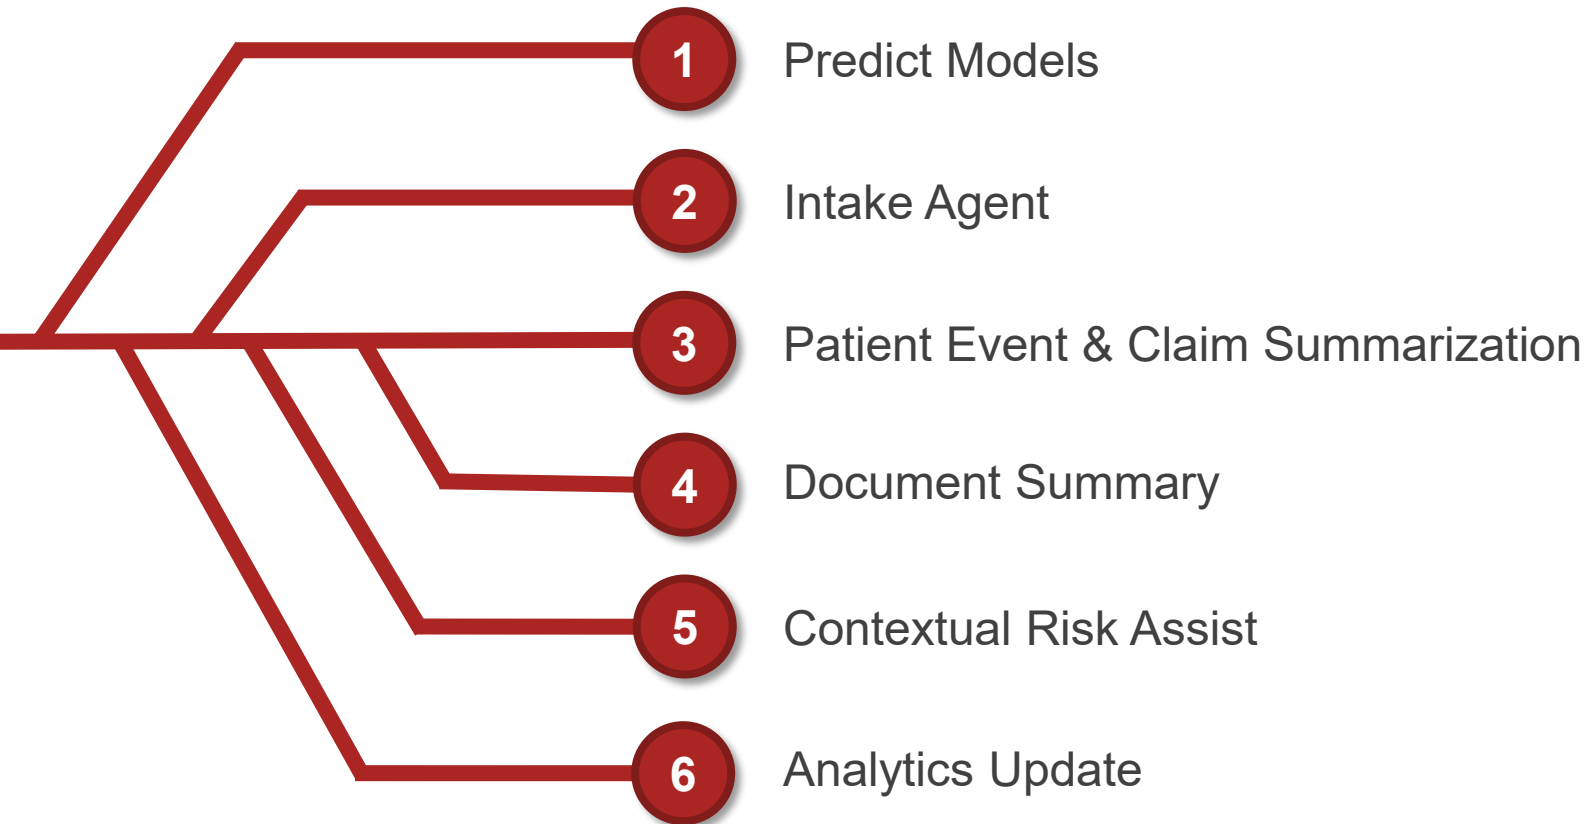 1 Predict Models
2 Intake Agent
3 Patient Event & Claim Summarization
4 Document Summary
5 Contextual Risk Assist
6 Analytics Update